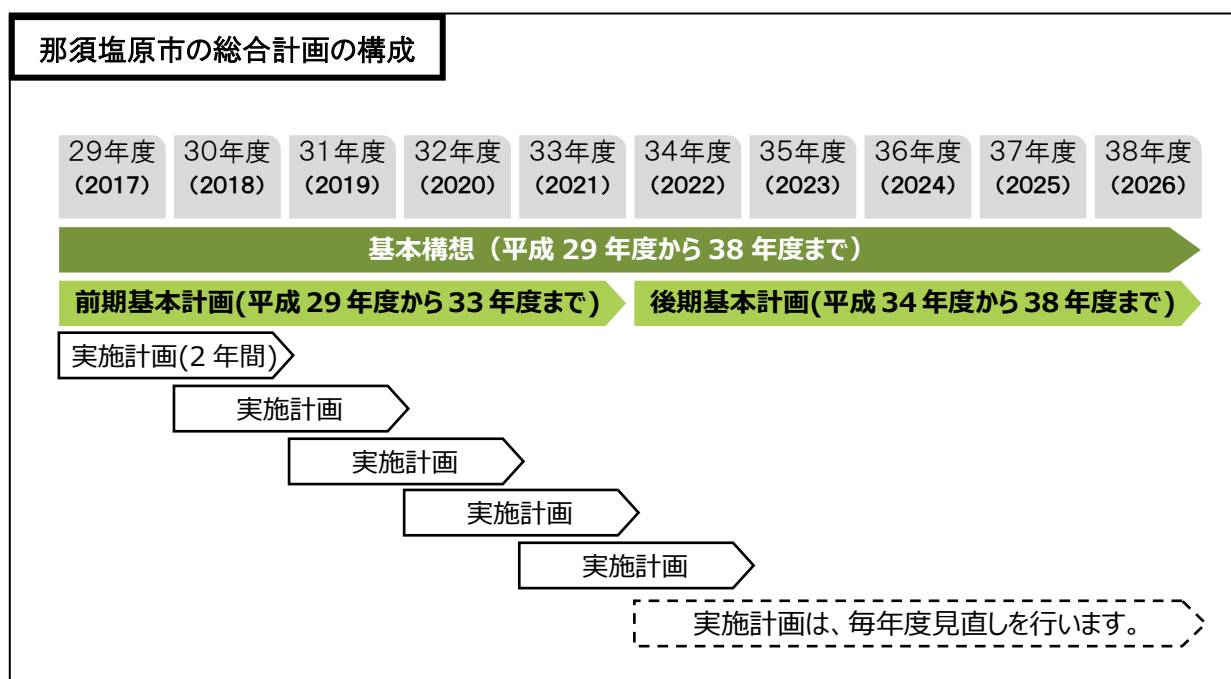 那須塩原市の総合計画の構成
29年度 30年度 31年度 32年度 33年度 34年度 35年度 36年度 37年度 38年度
（2017） （2018） （2019） （2020） （2021） （2022） （2023） （2024） （2025） （2026）
基本構想（平成 29 年度から 38 年度まで）
前期基本計画(平成 29 年度から 33 年度まで) 後期基本計画(平成 34 年度から 38 年度まで)
実施計画(2 年間)
実施計画
実施計画
実施計画
実施計画
実施計画は、毎年度見直しを行います。